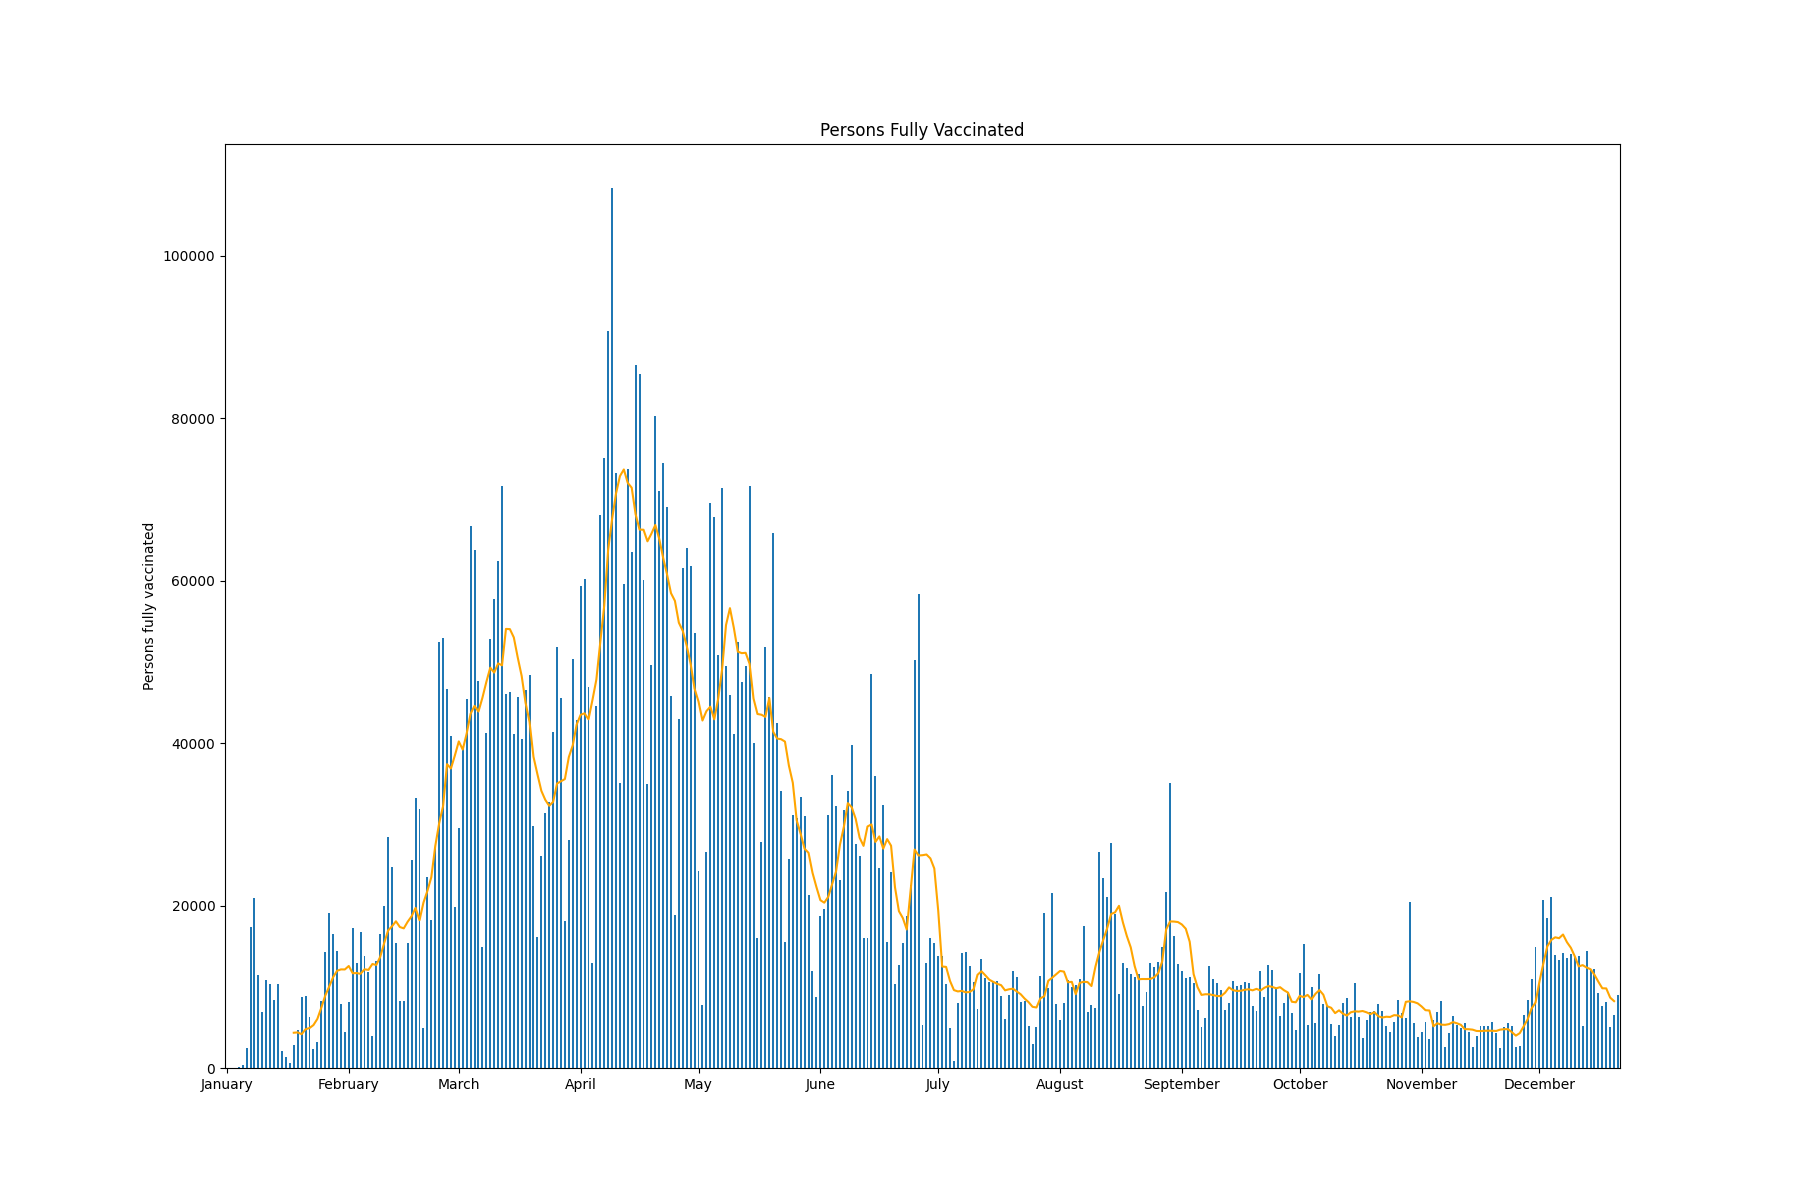 Persons Fully Vaccinated
Persons fully vaccinated
100000
80000
60000
40000
20000
0
January February March April May June July August September October November December